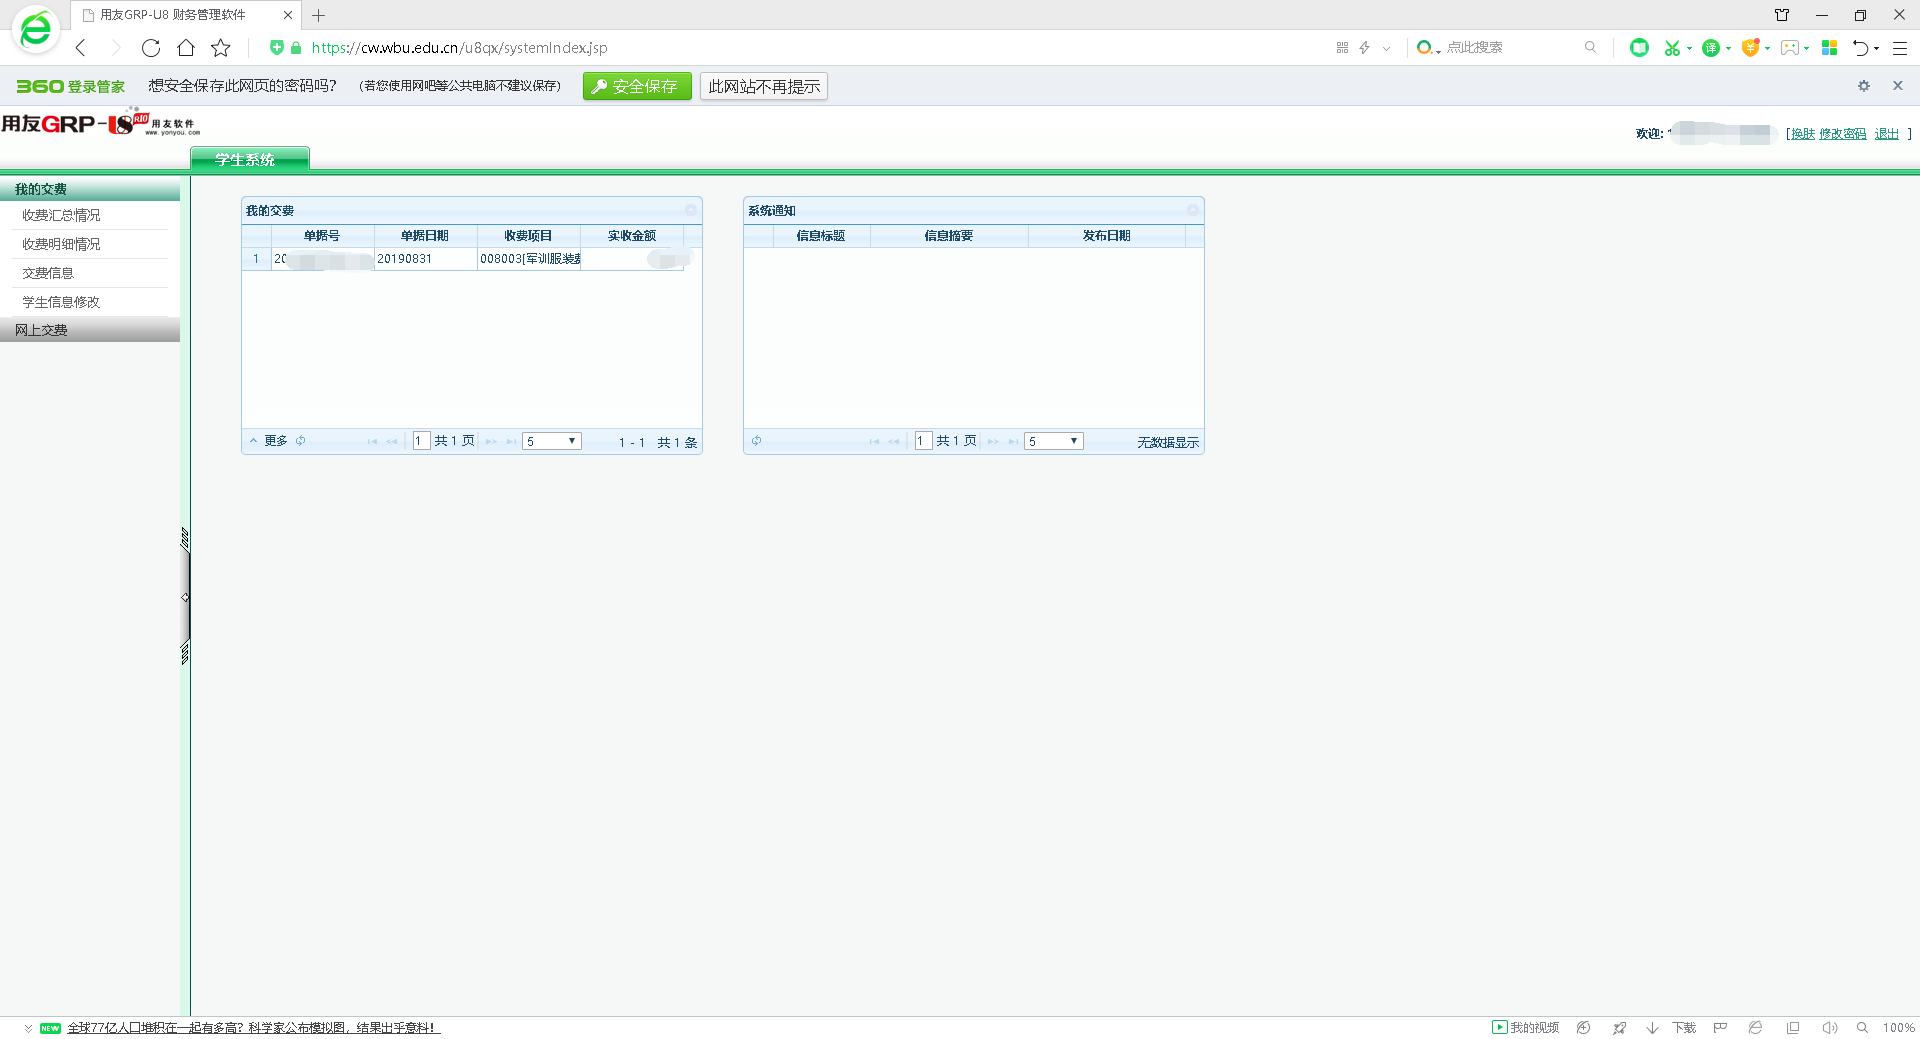 用友GRP-U8 财务管理软件
https://cw.wbu.edu.cn/u8qx/systemIndex.jsp
点此搜索
译
360登录管家 想安全保存此网页的密码吗？ （若您使用网吧等公共电脑不建议保存） 安全保存 此网站不再提示
用友GRP-U8 R10 用友软件
www.yonyou.com
欢迎: [换肤 修改密码 退出 ]
学生系统
我的交费
收费汇总情况
收费明细情况
交费信息
学生信息修改
网上交费
我的交费
单据号 单据日期 收费项目 实收金额
1 20 20190831 008003[军训服装费
更多 1 共 1 页 5 1 - 1 共 1 条
系统通知
信息标题 信息摘要 发布日期
1 共 1 页 5 无数据显示
NEW 全球77亿人口堆积在一起有多高？科学家公布模拟图，结果出乎意料！
我的视频 下载 100%